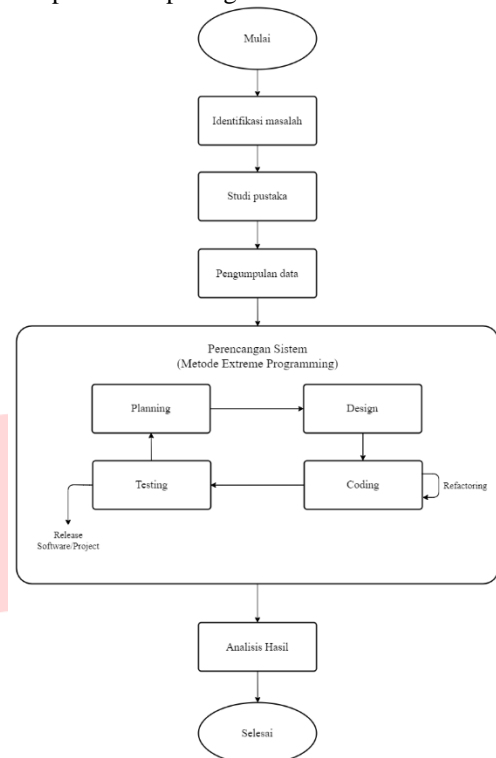 Mulai
Identifikasi masalah
Studi pustaka
Pengumpulan data
Perencangan Sistem
(Metode Extreme Programming)
Planning
Design
Testing
Coding
Refactoring
Release
Software/Project
Analisis Hasil
Selesai